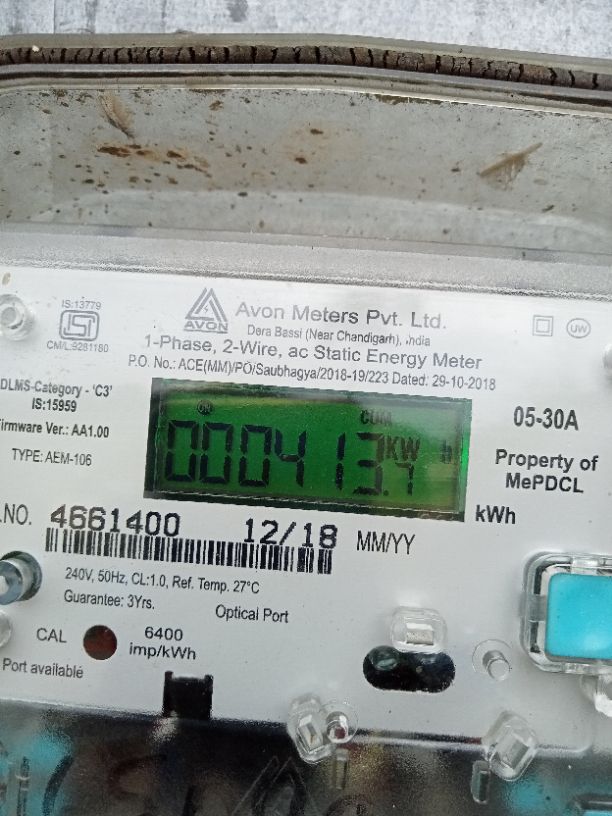 IS:13779
ISI
CM/L.9281180
AVON
Avon Meters Pvt. Ltd.
Dera Bassi (Near Chandigarh), India
UW
1-Phase, 2-Wire, ac Static Energy Meter
P.O. No.: ACE(MM)/PO/Saubhagya/2018-19/223 Dated: 29-10-2018
DLMS-Category - 'C3'
IS:15959
Firmware Ver.: AA1.00
TYPE: AEM-106
CUM
000413.7 KW h
05-30A
Property of
MePDCL
kWh
.NO. 4661400 12/18 MM/YY
240V, 50Hz, CL:1.0, Ref. Temp. 27°C
Guarantee: 3Yrs.
Optical Port
CAL
6400
imp/kWh
Port available